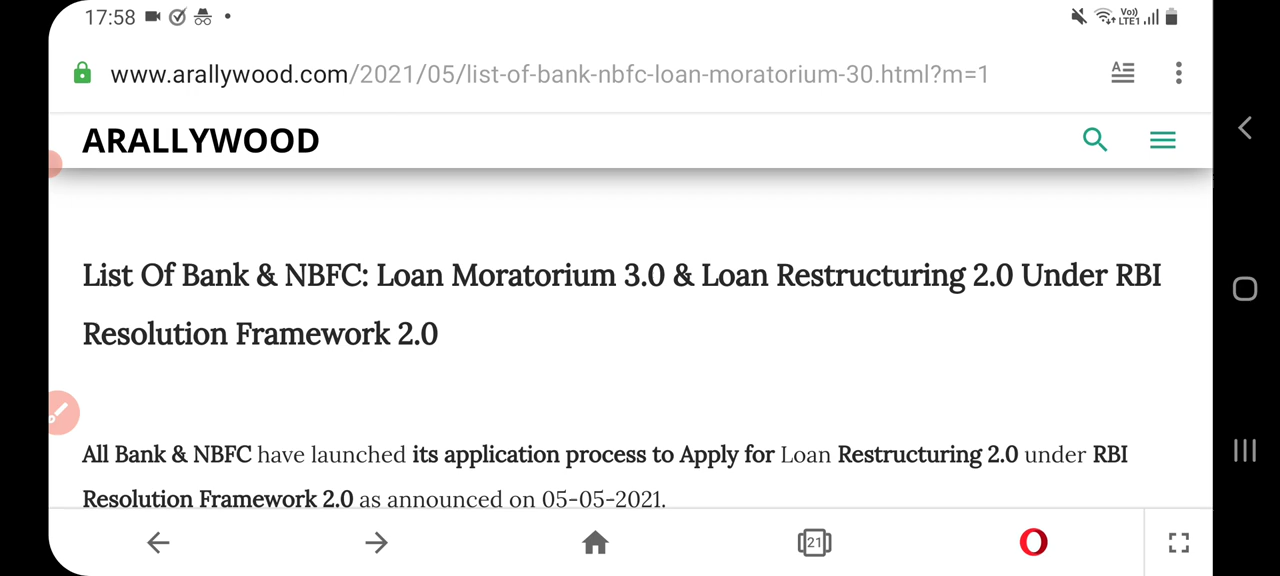 17:58
Vo)) LTE1
www.arallywood.com/2021/05/list-of-bank-nbfc-loan-moratorium-30.html?m=1
ARALLYWOOD
List Of Bank & NBFC: Loan Moratorium 3.0 & Loan Restructuring 2.0 Under RBI
Resolution Framework 2.0
All Bank & NBFC have launched its application process to Apply for Loan Restructuring 2.0 under RBI
Resolution Framework 2.0 as announced on 05-05-2021.
21